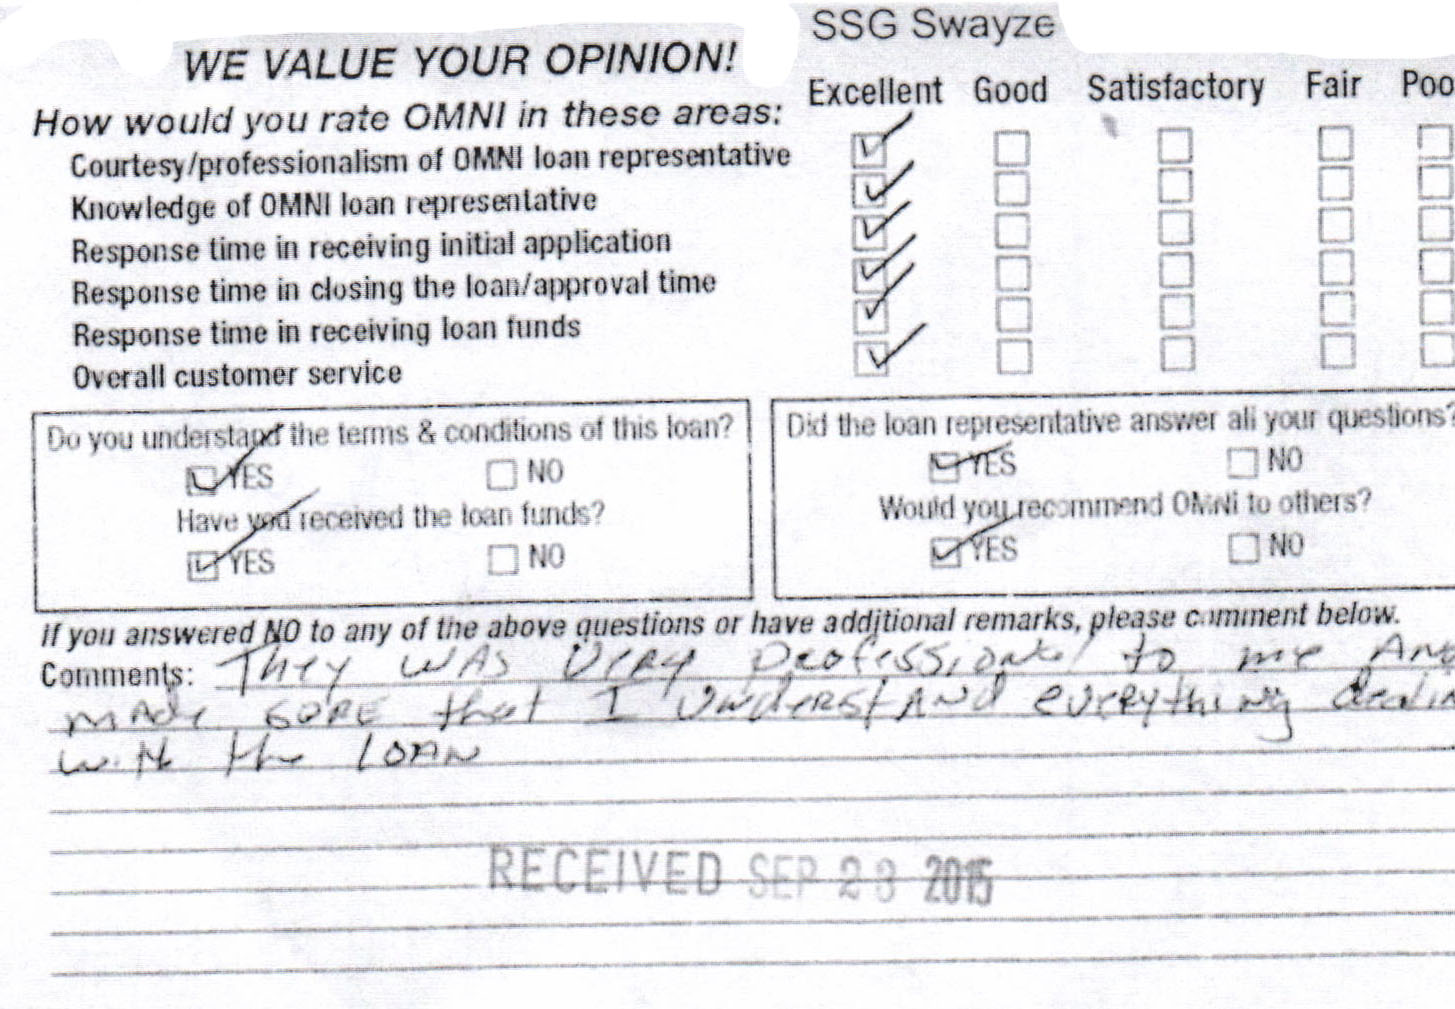 SSG Swayze
WE VALUE YOUR OPINION!
Excellent Good Satisfactory Fair Poo
How would you rate OMNI in these areas:
Courtesy/professionalism of OMNI loan representative
Knowledge of OMNI loan representative
Response time in receiving initial application
Response time in closing the loan/approval time
Response time in receiving loan funds
Overall customer service
Do you understand the terms & conditions of this loan?
YES NO
Have you received the loan funds?
YES NO
Did the loan representative answer all your questions?
YES NO
Would you recommend OMNI to others?
YES NO
If you answered NO to any of the above questions or have additional remarks, please comment below.
Comments: They was very professional to me An
made sure that I understand everything dealin
with the loan
RECEIVED SEP 23 2015